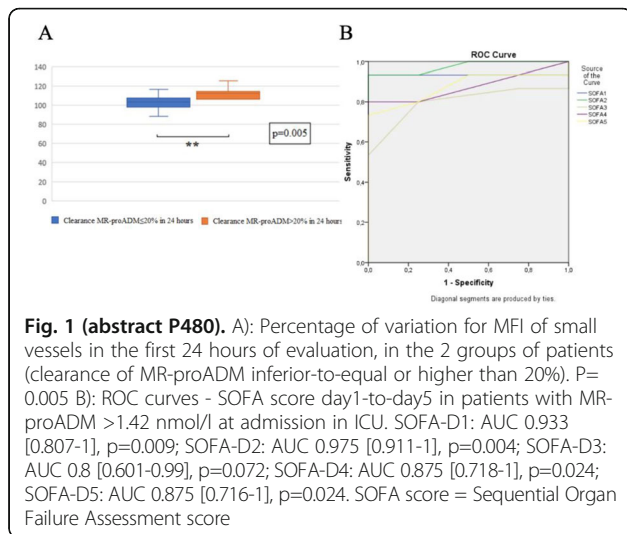 A
B
140
120
100
80
60
40
20
0
**
p=0.005
Clearance MR-proADM≤20% in 24 hours
Clearance MR-proADM>20% in 24 hours
ROC Curve
Sensitivity
1,0
0,8
0,6
0,4
0,2
0,0
0,0 0,2 0,4 0,6 0,8 1,0
1 - Specificity
Diagonal segments are produced by ties.
Source of the Curve
SOFA1
SOFA2
SOFA3
SOFA4
SOFA5
Fig. 1 (abstract P480). A): Percentage of variation for MFI of small
vessels in the first 24 hours of evaluation, in the 2 groups of patients
(clearance of MR-proADM inferior-to-equal or higher than 20%). P=
0.005 B): ROC curves - SOFA score day1-to-day5 in patients with MR-
proADM >1.42 nmol/l at admission in ICU. SOFA-D1: AUC 0.933
[0.807-1], p=0.009; SOFA-D2: AUC 0.975 [0.911-1], p=0.004; SOFA-D3:
AUC 0.8 [0.601-0.99], p=0.072; SOFA-D4: AUC 0.875 [0.718-1], p=0.024;
SOFA-D5: AUC 0.875 [0.716-1], p=0.024. SOFA score = Sequential Organ
Failure Assessment score